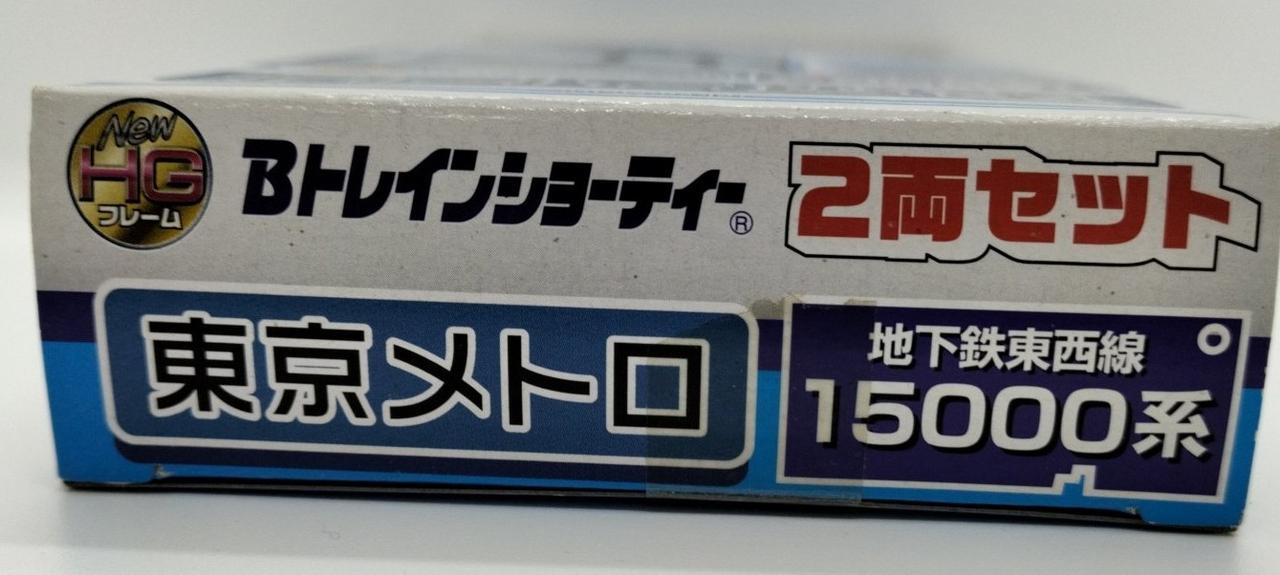 New
HG
フレーム
Bトレインショーティー®
2両セット
東京メトロ
地下鉄東西線
15000系